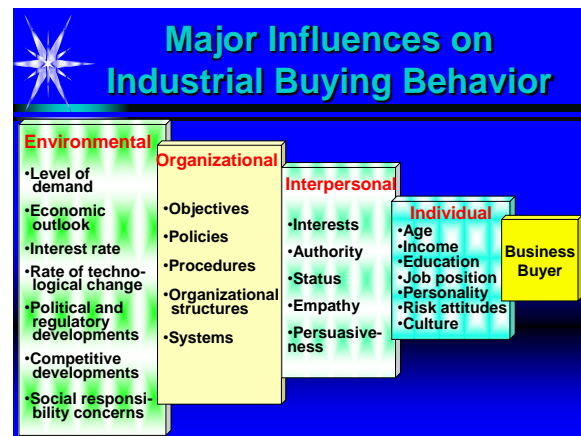 Major Influences on
Industrial Buying Behavior
Environmental
•Level of
demand
•Economic
outlook
•Interest rate
•Rate of techno-
logical change
•Political and
regulatory
developments
•Competitive
developments
•Social responsi-
bility concerns
Organizational
•Objectives
•Policies
•Procedures
•Organizational
structures
•Systems
Interpersonal
•Interests
•Authority
•Status
•Empathy
•Persuasive-
ness
Individual
•Age
•Income
•Education
•Job position
•Personality
•Risk attitudes
•Culture
Business
Buyer